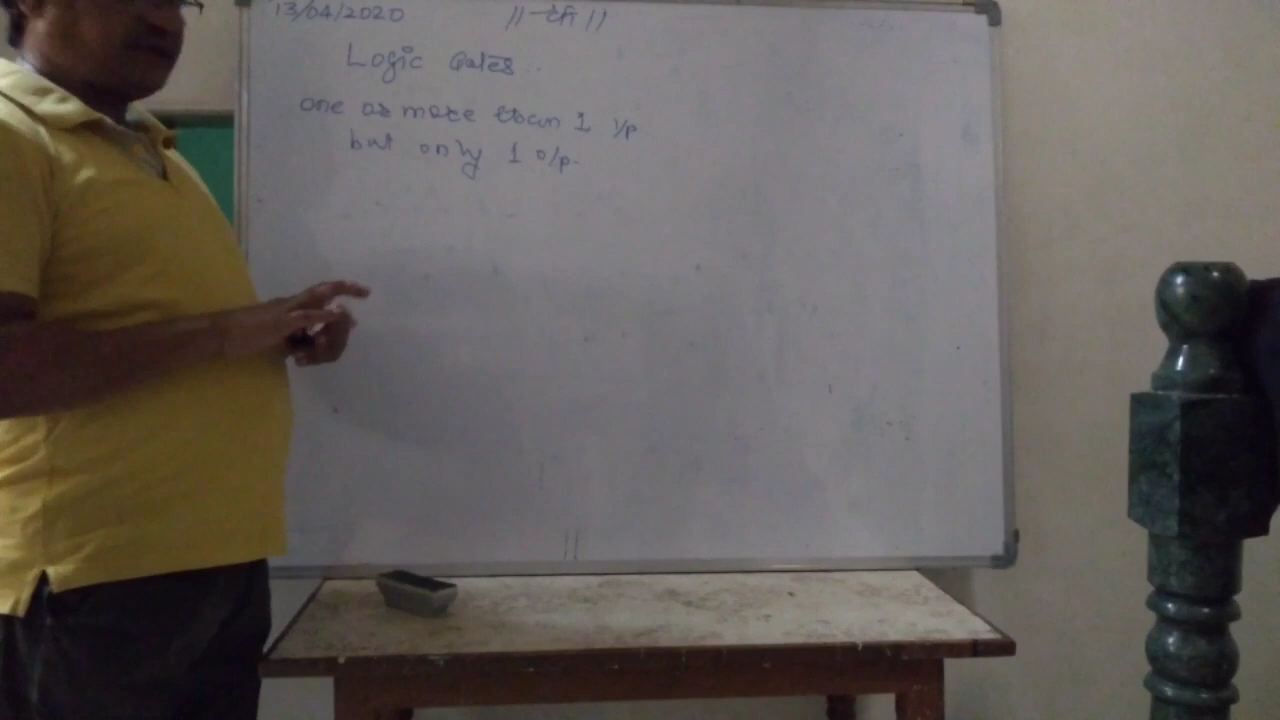 13/04/2020 || ||
Logic Gates..
one or more than 1 i/p
but only 1 o/p.